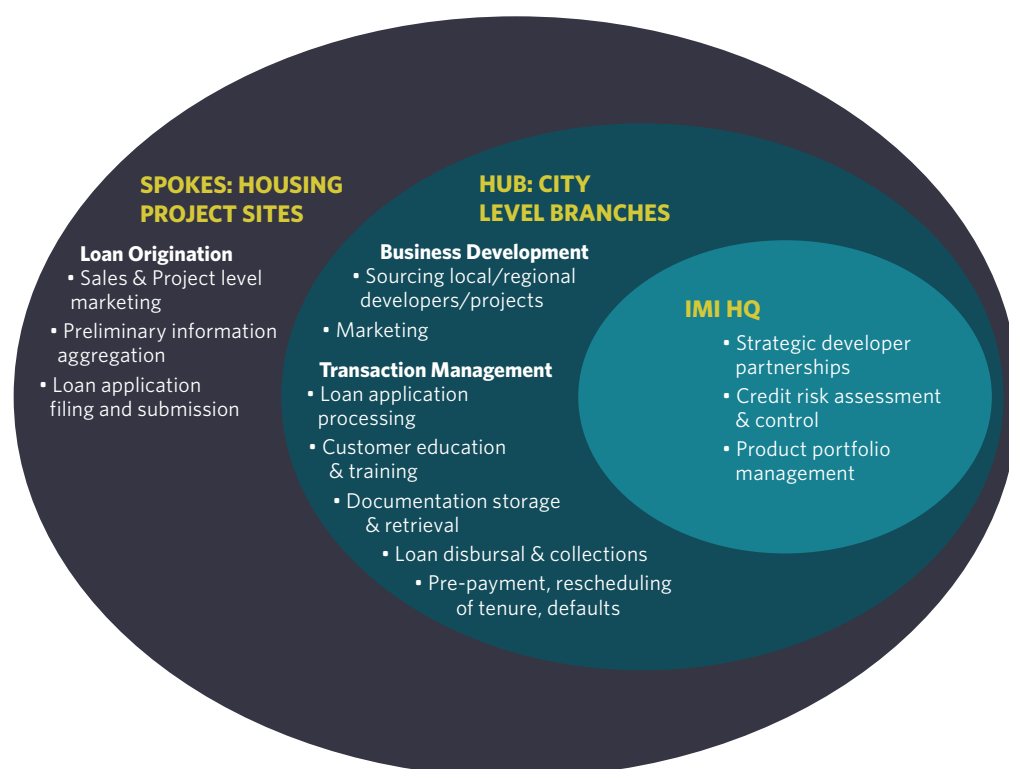 SPOKES: HOUSING
PROJECT SITES
Loan Origination
• Sales & Project level
marketing
• Preliminary information
aggregation
• Loan application
filing and submission
HUB: CITY
LEVEL BRANCHES
Business Development
• Sourcing local/regional
developers/projects
• Marketing
Transaction Management
• Loan application
processing
• Customer education
& training
• Documentation storage
& retrieval
• Loan disbursal & collections
• Pre-payment, rescheduling
of tenure, defaults
IMI HQ
• Strategic developer
partnerships
• Credit risk assessment
& control
• Product portfolio
management